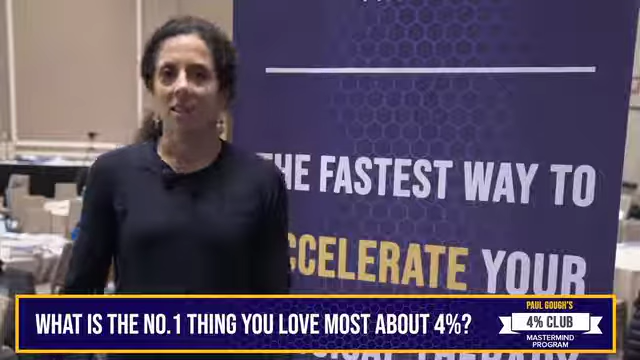 THE FASTEST WAY TO
ACCELERATE YOUR
WHAT IS THE NO.1 THING YOU LOVE MOST ABOUT 4%?
PAUL GOUGH'S
4% CLUB
MASTERMIND
PROGRAM